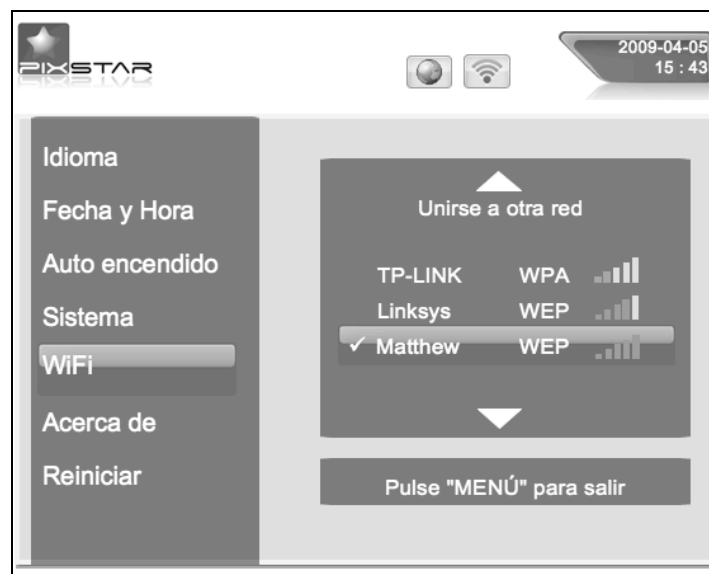 PIXSTAR
2009-04-05
15 : 43
Idioma
Fecha y Hora
Auto encendido
Sistema
WiFi
Acerca de
Reiniciar
Unirse a otra red
TP-LINK WPA
Linksys WEP
✓ Matthew WEP
Pulse "MENÚ" para salir